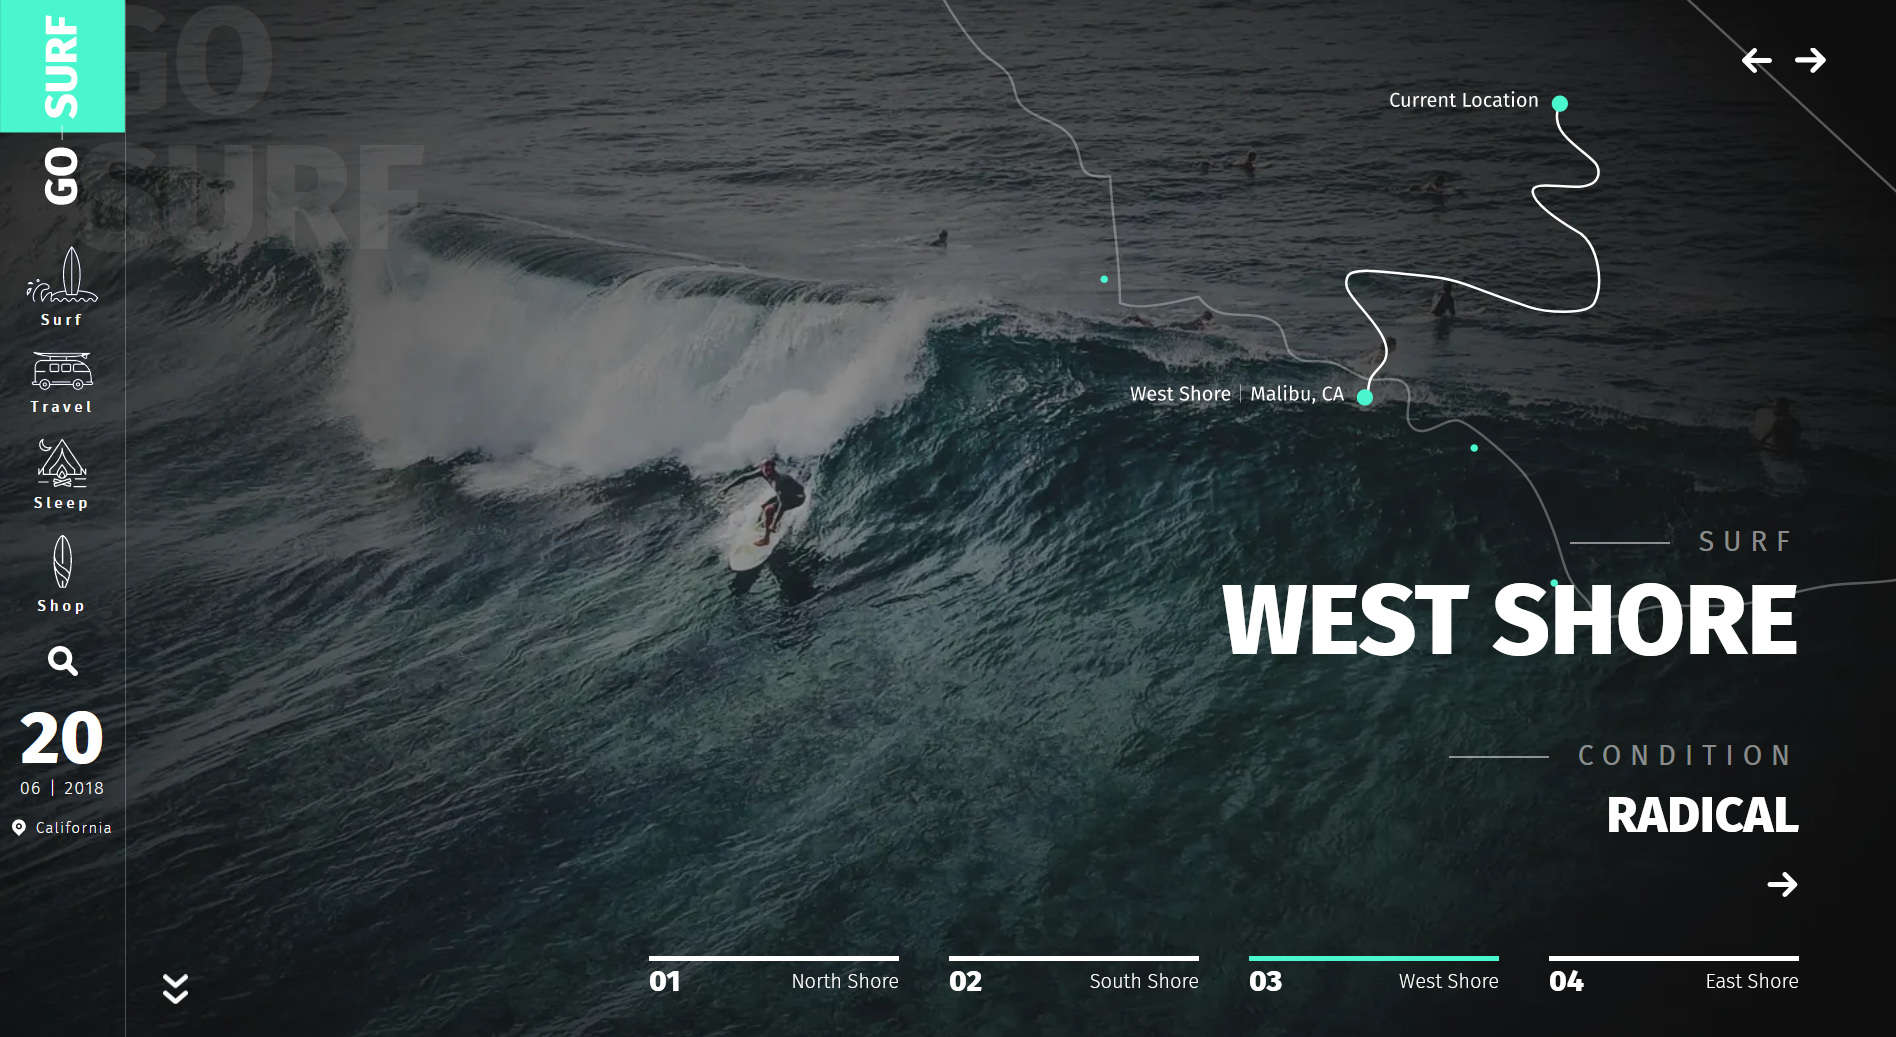 GO SURF
GO
SURF
Surf
Travel
Sleep
Shop
20
06 | 2018
California
Current Location
West Shore | Malibu, CA
SURF
WEST SHORE
CONDITION
RADICAL
01 North Shore
02 South Shore
03 West Shore
04 East Shore